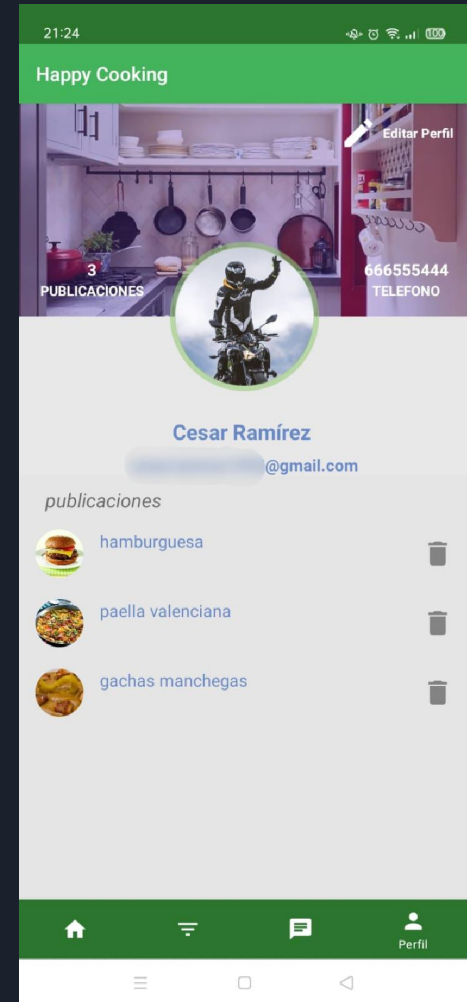 21:24
100
Happy Cooking
Editar Perfil
3
PUBLICACIONES
666555444
TELEFONO
Cesar Ramírez
@gmail.com
publicaciones
hamburguesa
paella valenciana
gachas manchegas
Perfil